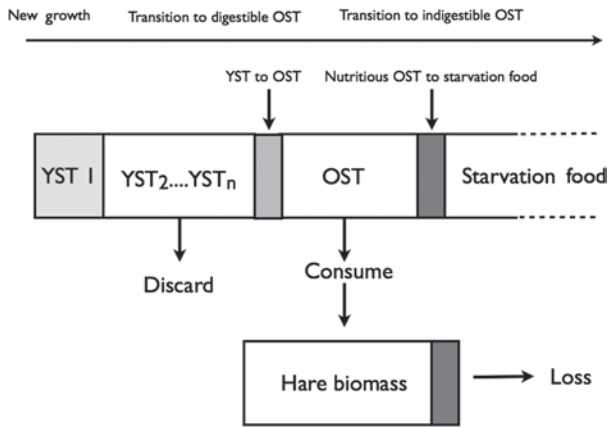 New growth
Transition to digestible OST
Transition to indigestible OST
YST to OST
Nutritious OST to starvation food
YST 1
YST2....YSTn
OST
Starvation food
Discard
Consume
Hare biomass
Loss